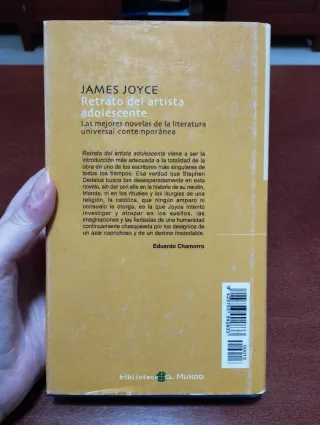 JAMES JOYCE
Retrato del artista
adolescente
Las mejores novelas de la literatura
universal contemporánea
Retrato del artista adolescente viene a ser la
introducción más adecuada a la totalidad de la
obra en uno de los escritores más singulares de
todos los tiempos. Esa verdad que Stephen
Dedalus busca tan desesperadamente en esta
novela, sin dar con ella en la historia de su nación,
Irlanda, ni en los rituales y las liturgias de una
religión, la católica, que ningún amparo ni
consuelo le otorga, es la que Joyce intentó
investigar y atrapar en los sueños, las
imaginaciones y las fantasías de una humanidad
continuamente chasqueada por los designios de
un azar caprichoso y de un destino insondable.
Eduardo Chamorro
00013
biblioteca EL MUNDO